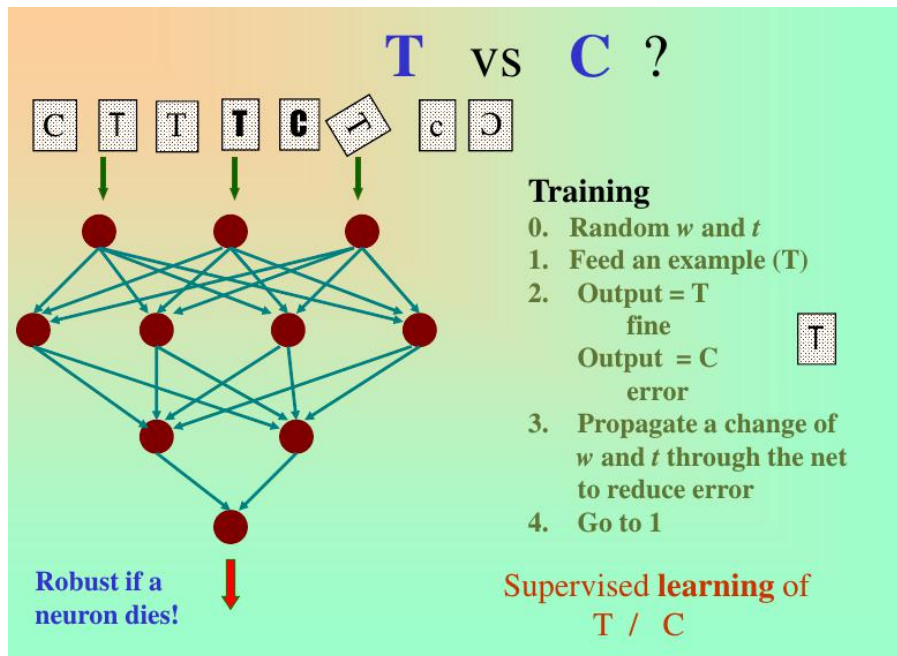 T vs C ?
C T T T C T c Ɔ
Training
0. Random w and t
1. Feed an example (T)
2. Output = T
fine
Output = C
error
T
3. Propagate a change of
w and t through the net
to reduce error
4. Go to 1
Robust if a
neuron dies!
Supervised learning of
T / C